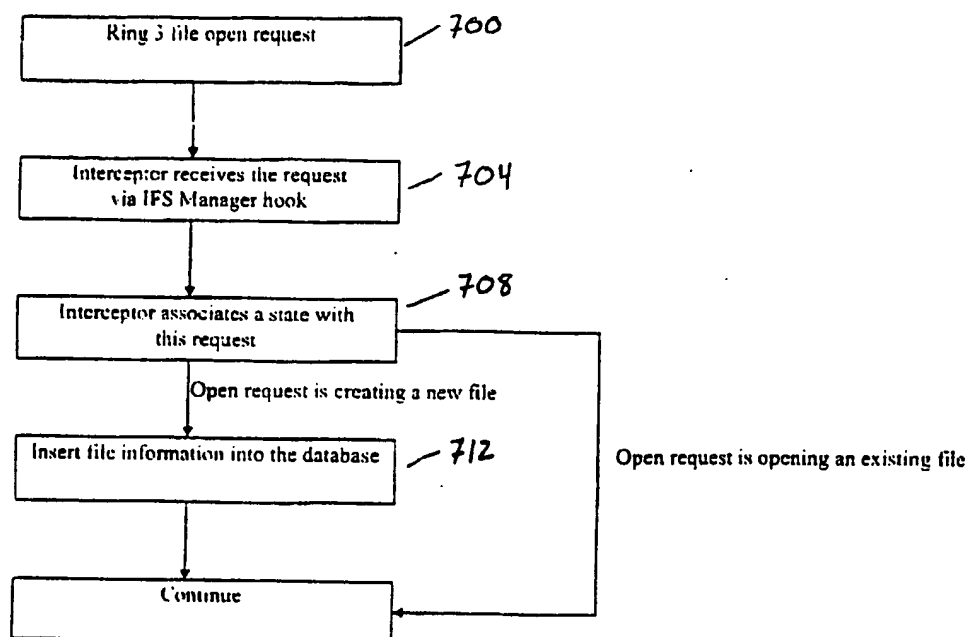 Ring 3 file open request
700
Interceptor receives the request
via IFS Manager hook
704
Interceptor associates a state with
this request
708
Open request is creating a new file
Insert file information into the database
712
Open request is opening an existing file
Continue